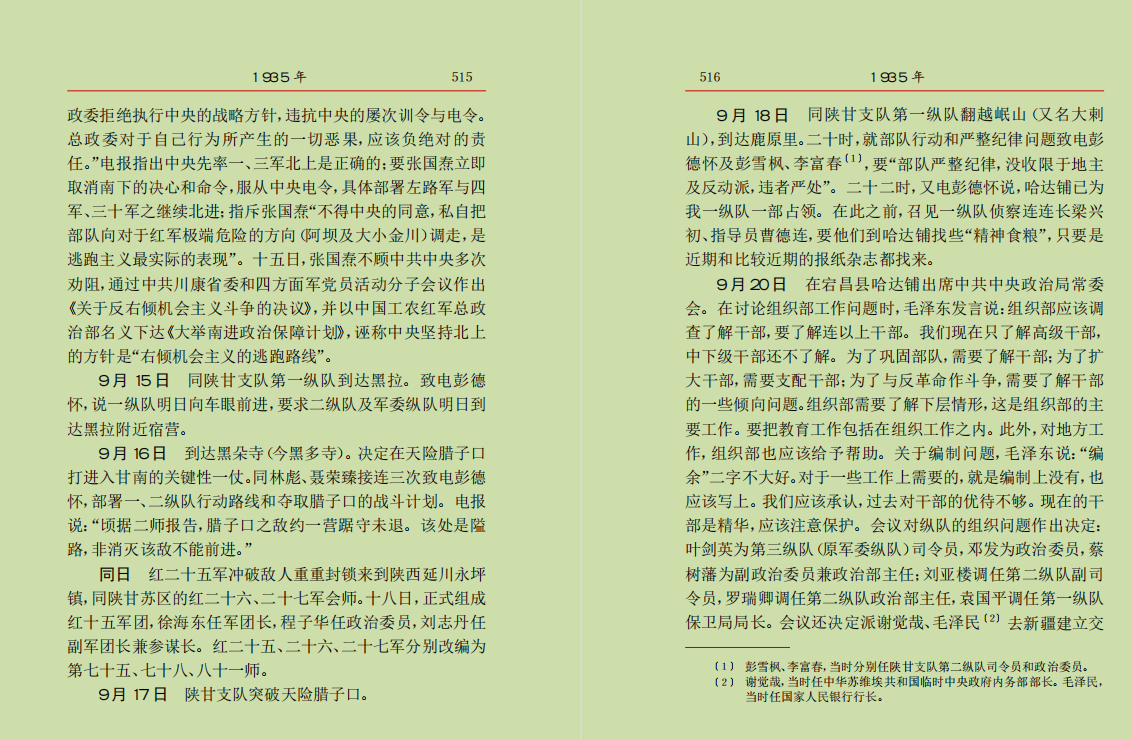 1935 年 515
政委拒绝执行中央的战略方针，违抗中央的屡次训令与电令。
总政委对于自己行为所产生的一切恶果，应该负绝对的责
任。”电报指出中央先率一、三军北上是正确的；要张国焘立即
取消南下的决心和命令，服从中央电令，具体部署左路军与四
军、三十军之继续北进；指斥张国焘“不得中央的同意，私自把
部队向对于红军极端危险的方向（阿坝及大小金川）调走，是
逃跑主义最实际的表现”。十五日，张国焘不顾中共中央多次
劝阻，通过中共川康省委和四方面军党员活动分子会议作出
《关于反右倾机会主义斗争的决议》，并以中国工农红军总政
治部名义下达《大举南进政治保障计划》，诬称中央坚持北上
的方针是“右倾机会主义的逃跑路线”。
9月 15日 同陕甘支队第一纵队到达黑拉。致电彭德
怀，说一纵队明日向车眼前进，要求二纵队及军委纵队明日到
达黑拉附近宿营。
9月 16日 到达黑朵寺（今黑多寺）。决定在天险腊子口
打进入甘南的关键性一仗。同林彪、聂荣臻接连三次致电彭德
怀，部署一、二纵队行动路线和夺取腊子口的战斗计划。电报
说：“顷据二师报告，腊子口之敌约一营踞守未退。该处是隘
路，非消灭该敌不能前进。”
同日 红二十五军冲破敌人重重封锁来到陕西延川永坪
镇，同陕甘苏区的红二十六、二十七军会师。十八日，正式组成
红十五军团，徐海东任军团长，程子华任政治委员，刘志丹任
副军团长兼参谋长。红二十五、二十六、二十七军分别改编为
第七十五、七十八、八十一师。
9月 17日 陕甘支队突破天险腊子口。
516 1935 年
9月 18日 同陕甘支队第一纵队翻越岷山（又名大剌
山），到达鹿原里。二十时，就部队行动和严整纪律问题致电彭
德怀及彭雪枫、李富春〔1〕，要“部队严整纪律，没收限于地主
及反动派，违者严处”。二十二时，又电彭德怀说，哈达铺已为
我一纵队一部占领。在此之前，召见一纵队侦察连连长梁兴
初、指导员曹德连，要他们到哈达铺找些“精神食粮”，只要是
近期和比较近期的报纸杂志都找来。
9月20日 在宕昌县哈达铺出席中共中央政治局常委
会。在讨论组织部工作问题时，毛泽东发言说：组织部应该调
查了解干部，要了解连以上干部。我们现在只了解高级干部，
中下级干部还不了解。为了巩固部队，需要了解干部；为了扩
大干部，需要支配干部；为了与反革命作斗争，需要了解干部
的一些倾向问题。组织部需要了解下层情形，这是组织部的主
要工作。要把教育工作包括在组织工作之内。此外，对地方工
作，组织部也应该给予帮助。关于编制问题，毛泽东说：“编
余”二字不大好。对于一些工作上需要的，就是编制上没有，也
应该写上。我们应该承认，过去对干部的优待不够。现在的干
部是精华，应该注意保护。会议对纵队的组织问题作出决定：
叶剑英为第三纵队（原军委纵队）司令员，邓发为政治委员，蔡
树藩为副政治委员兼政治部主任；刘亚楼调任第二纵队副司
令员，罗瑞卿调任第二纵队政治部主任，袁国平调任第一纵队
保卫局局长。会议还决定派谢觉哉、毛泽民〔2〕去新疆建立交
〔1〕 彭雪枫、李富春，当时分别任陕甘支队第二纵队司令员和政治委员。
〔2〕 谢觉哉，当时任中华苏维埃共和国临时中央政府内务部部长。毛泽民，
当时任国家人民银行行长。